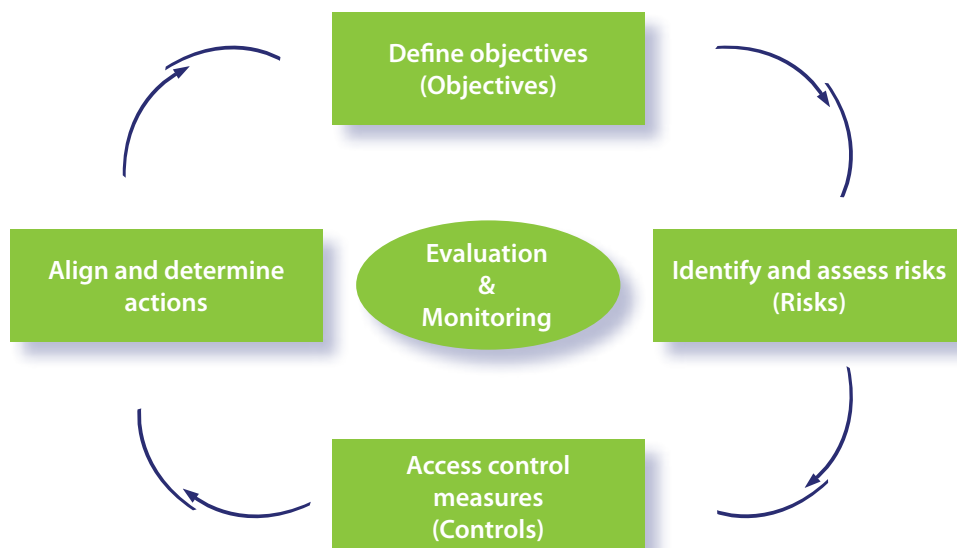 Define objectives
(Objectives)
Align and determine
actions
Evaluation
&
Monitoring
Identify and assess risks
(Risks)
Access control
measures
(Controls)